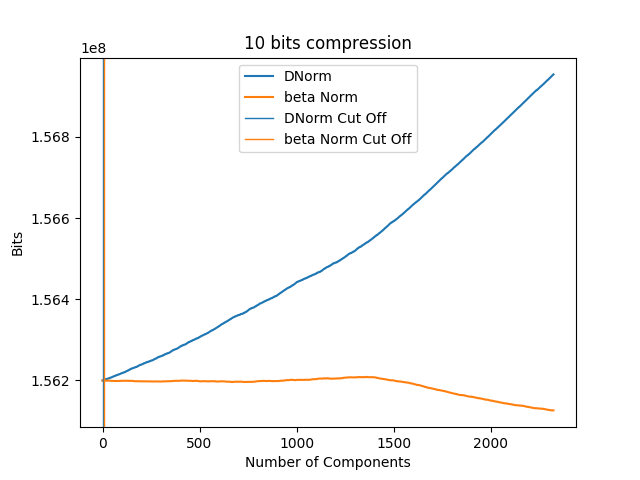 10 bits compression
1e8
DNorm
beta Norm
DNorm Cut Off
beta Norm Cut Off
1.568
1.566
1.564
1.562
Bits
0
500
1000
1500
2000
Number of Components